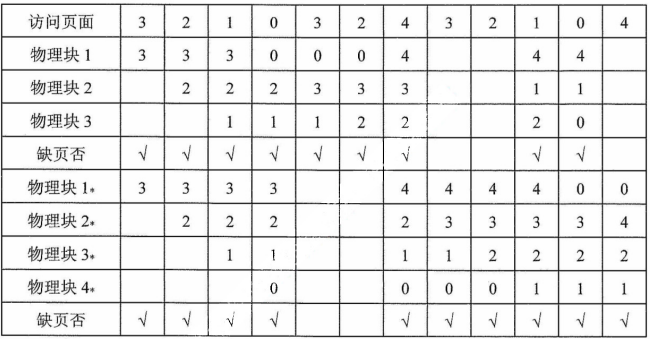 访问页面 3 2 1 0 3 2 4 3 2 1 0 4
物理块 1 3 3 3 0 0 0 4 4 4
物理块 2 2 2 2 3 3 3 1 1
物理块 3 1 1 1 2 2 2 0
缺页否 √ √ √ √ √ √ √ √ √
物理块 1* 3 3 3 3 4 4 4 4 0 0
物理块 2* 2 2 2 2 3 3 3 3 4
物理块 3* 1 1 1 1 2 2 2 2
物理块 4* 0 0 0 0 1 1 1
缺页否 √ √ √ √ √ √ √ √ √ √